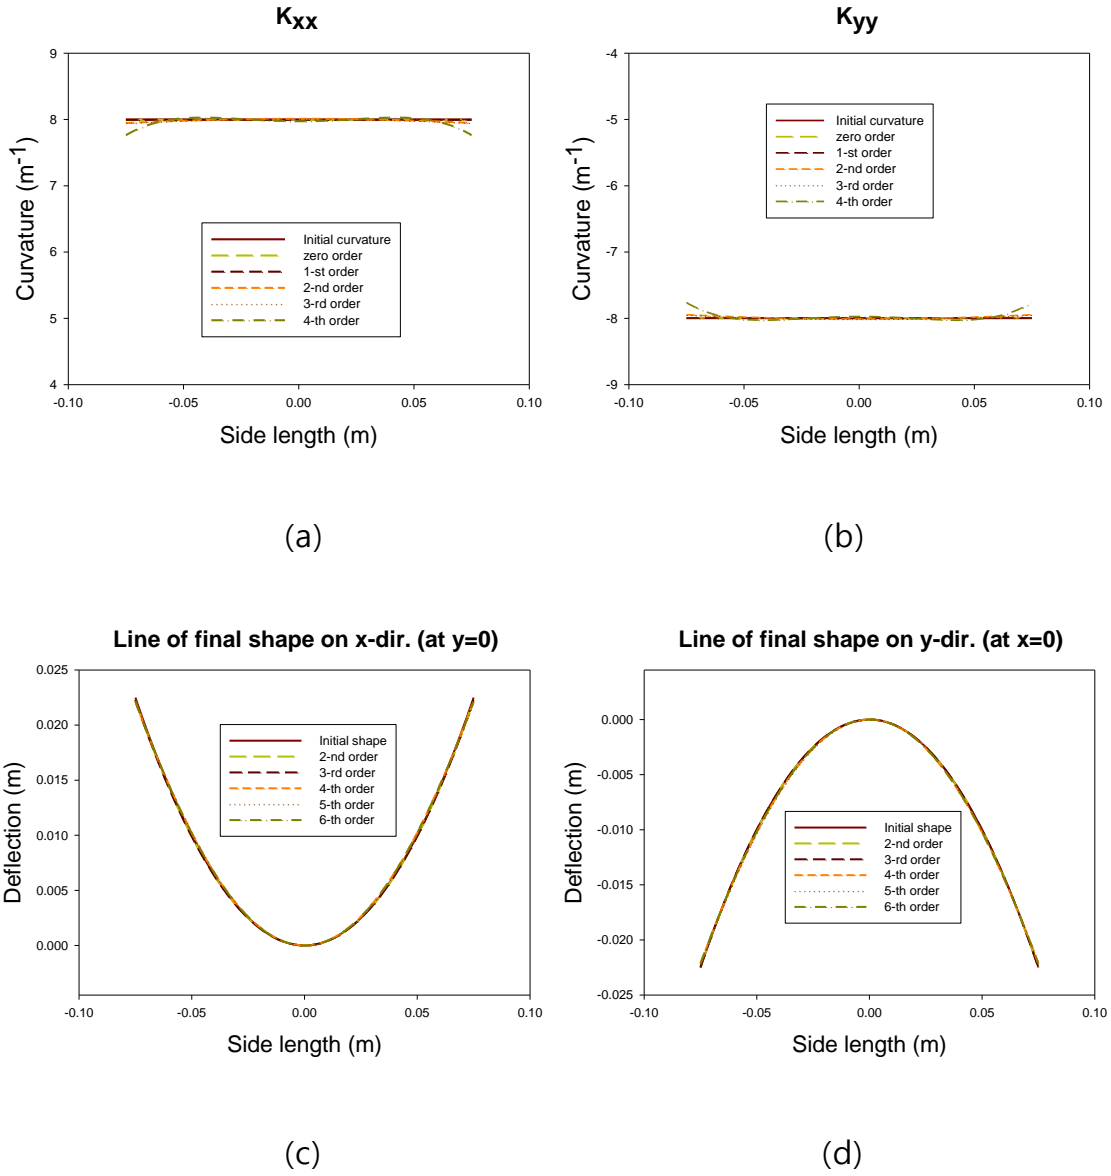 Kxx
Curvature (m-1)
9
8
7
6
5
4
Initial curvature
zero order
1-st order
2-nd order
3-rd order
4-th order
-0.10
-0.05
0.00
0.05
0.10
Side length (m)
(a)
Kyy
Curvature (m-1)
-4
-5
-6
-7
-8
-9
Initial curvature
zero order
1-st order
2-nd order
3-rd order
4-th order
-0.10
-0.05
0.00
0.05
0.10
Side length (m)
(b)
Line of final shape on x-dir. (at y=0)
Deflection (m)
0.025
0.020
0.015
0.010
0.005
0.000
Initial shape
2-nd order
3-rd order
4-th order
5-th order
6-th order
-0.10
-0.05
0.00
0.05
0.10
Side length (m)
(c)
Line of final shape on y-dir. (at x=0)
Deflection (m)
0.000
-0.005
-0.010
-0.015
-0.020
-0.025
Initial shape
2-nd order
3-rd order
4-th order
5-th order
6-th order
-0.10
-0.05
0.00
0.05
0.10
Side length (m)
(d)